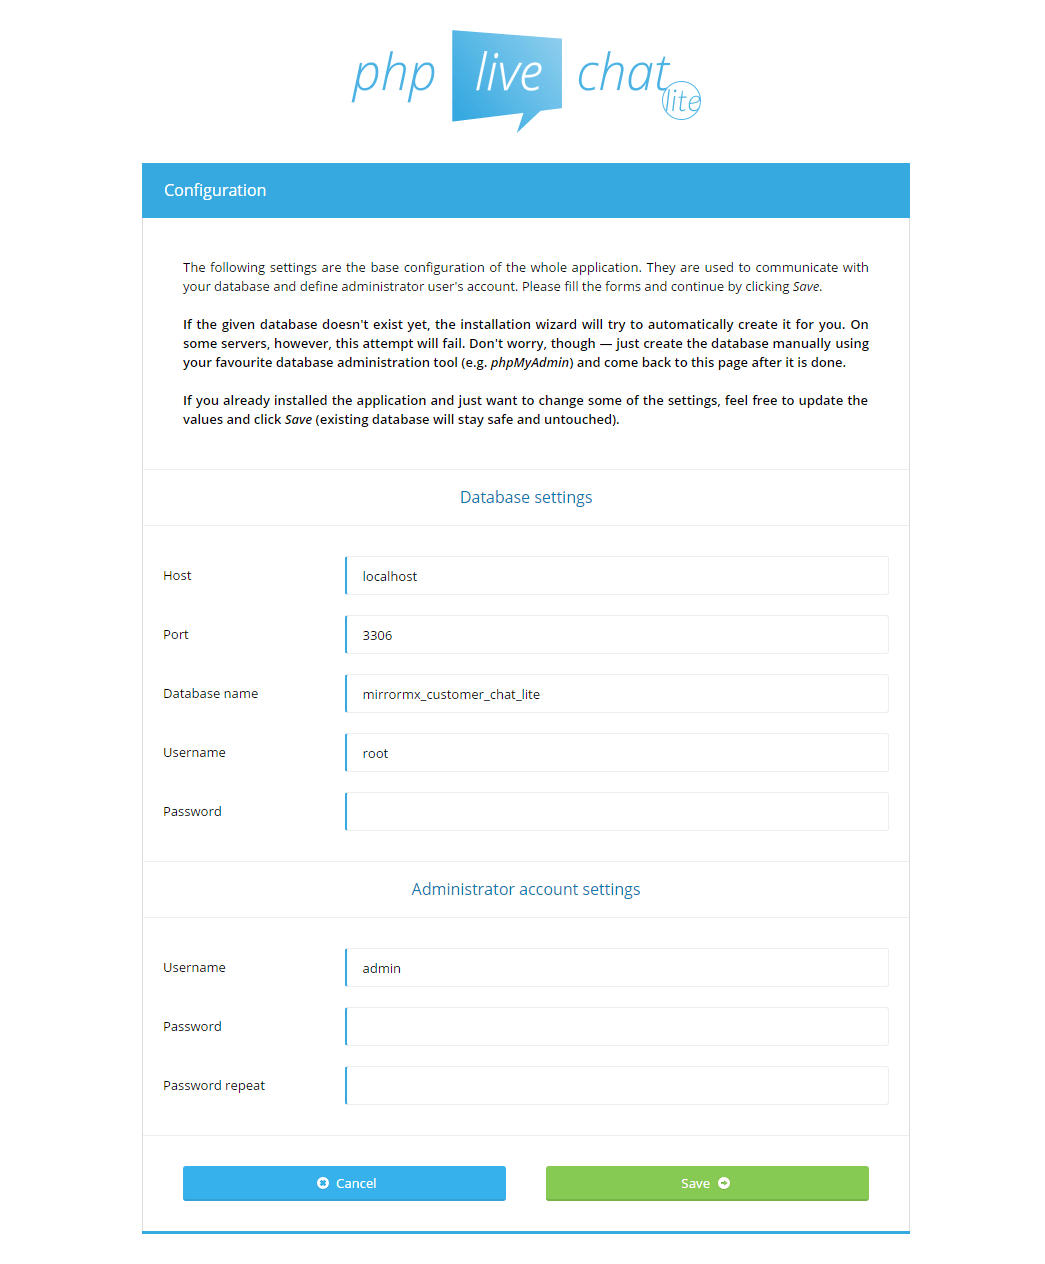 php live chat lite
Configuration
The following settings are the base configuration of the whole application. They are used to communicate with
your database and define administrator user's account. Please fill the forms and continue by clicking Save.
If the given database doesn't exist yet, the installation wizard will try to automatically create it for you. On
some servers, however, this attempt will fail. Don't worry, though — just create the database manually using
your favourite database administration tool (e.g. phpMyAdmin) and come back to this page after it is done.
If you already installed the application and just want to change some of the settings, feel free to update the
values and click Save (existing database will stay safe and untouched).
Database settings
Host localhost
Port 3306
Database name mirrormx_customer_chat_lite
Username root
Password
Administrator account settings
Username admin
Password
Password repeat
Cancel Save